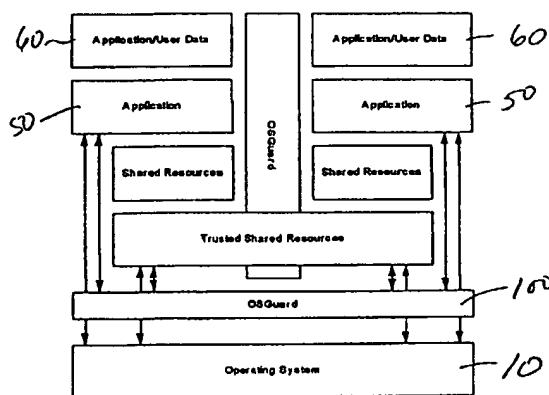 60 Application/User Data Application/User Data 60
50 Application Application 50
OSGuard
Shared Resources Shared Resources
Trusted Shared Resources
OSGuard 100
Operating System 10